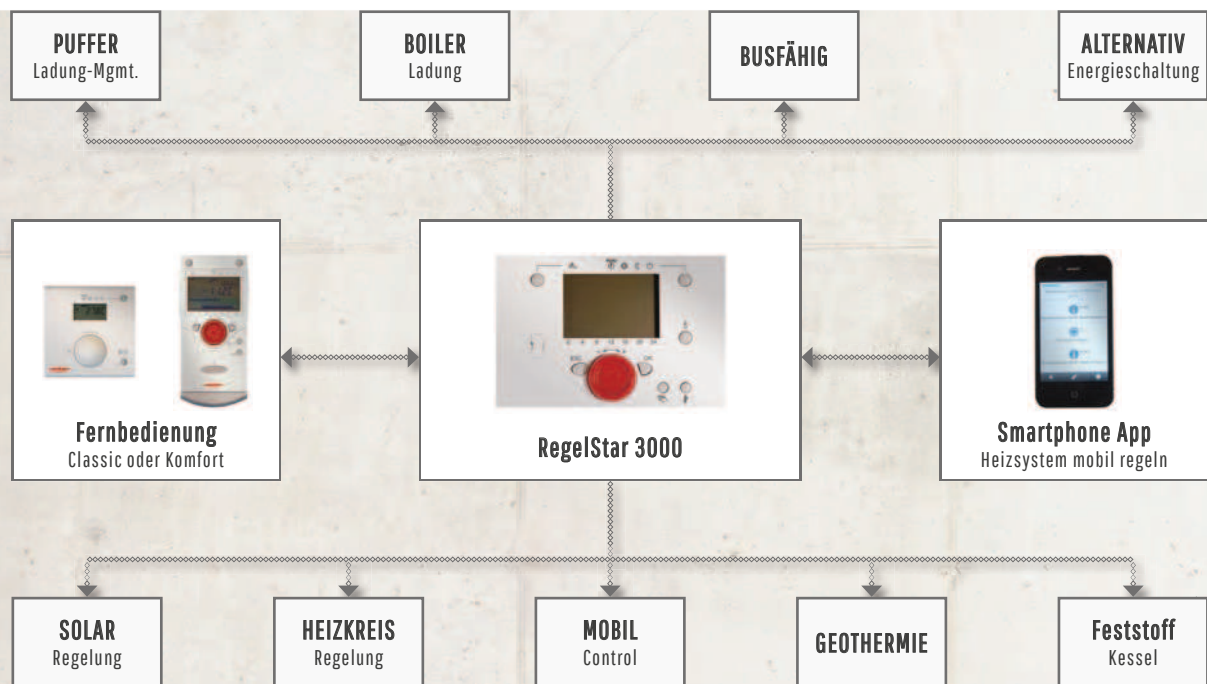 PUFFER
Ladung-Mgmt.
BOILER
Ladung
BUSFÄHIG
ALTERNATIV
Energieschaltung
Fernbedienung
Classic oder Komfort
RegelStar 3000
Smartphone App
Heizsystem mobil regeln
SOLAR
Regelung
HEIZKREIS
Regelung
MOBIL
Control
GEOTHERMIE
Feststoff
Kessel